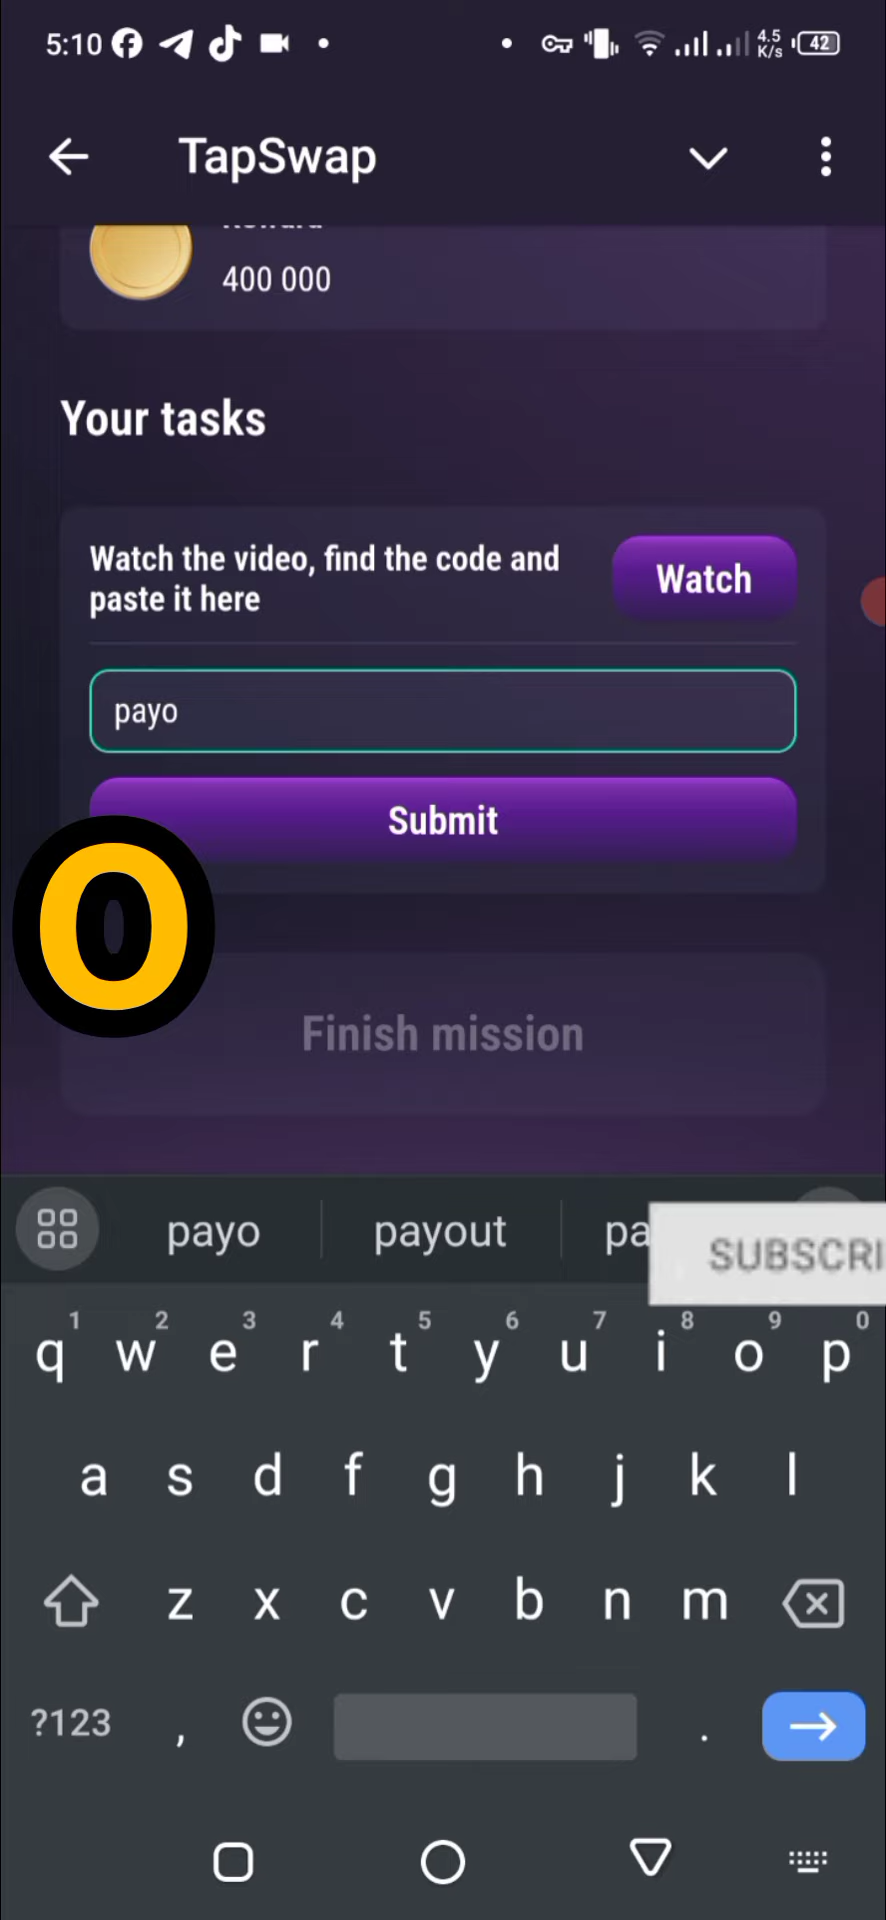 5:10 4.5 K/s 42
TapSwap
400 000
Your tasks
Watch the video, find the code and
paste it here
Watch
payo
Submit
O
Finish mission
payo payout pa
SUBSCRI
1 2 3 4 5 6 7 8 9 0
q w e r t y u i o p
a s d f g h j k l
z x c v b n m
?123 , .